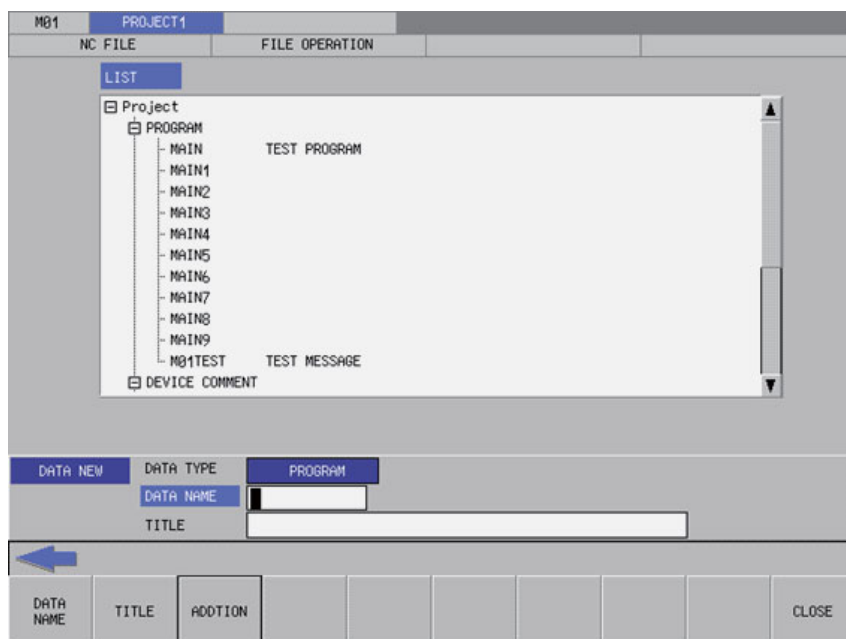 M01 PROJECT1
NC FILE FILE OPERATION
LIST
Project
PROGRAM
MAIN TEST PROGRAM
MAIN1
MAIN2
MAIN3
MAIN4
MAIN5
MAIN6
MAIN7
MAIN8
MAIN9
M01TEST TEST MESSAGE
DEVICE COMMENT
DATA NEW DATA TYPE PROGRAM
DATA NAME
TITLE
DATA NAME TITLE ADDTION CLOSE